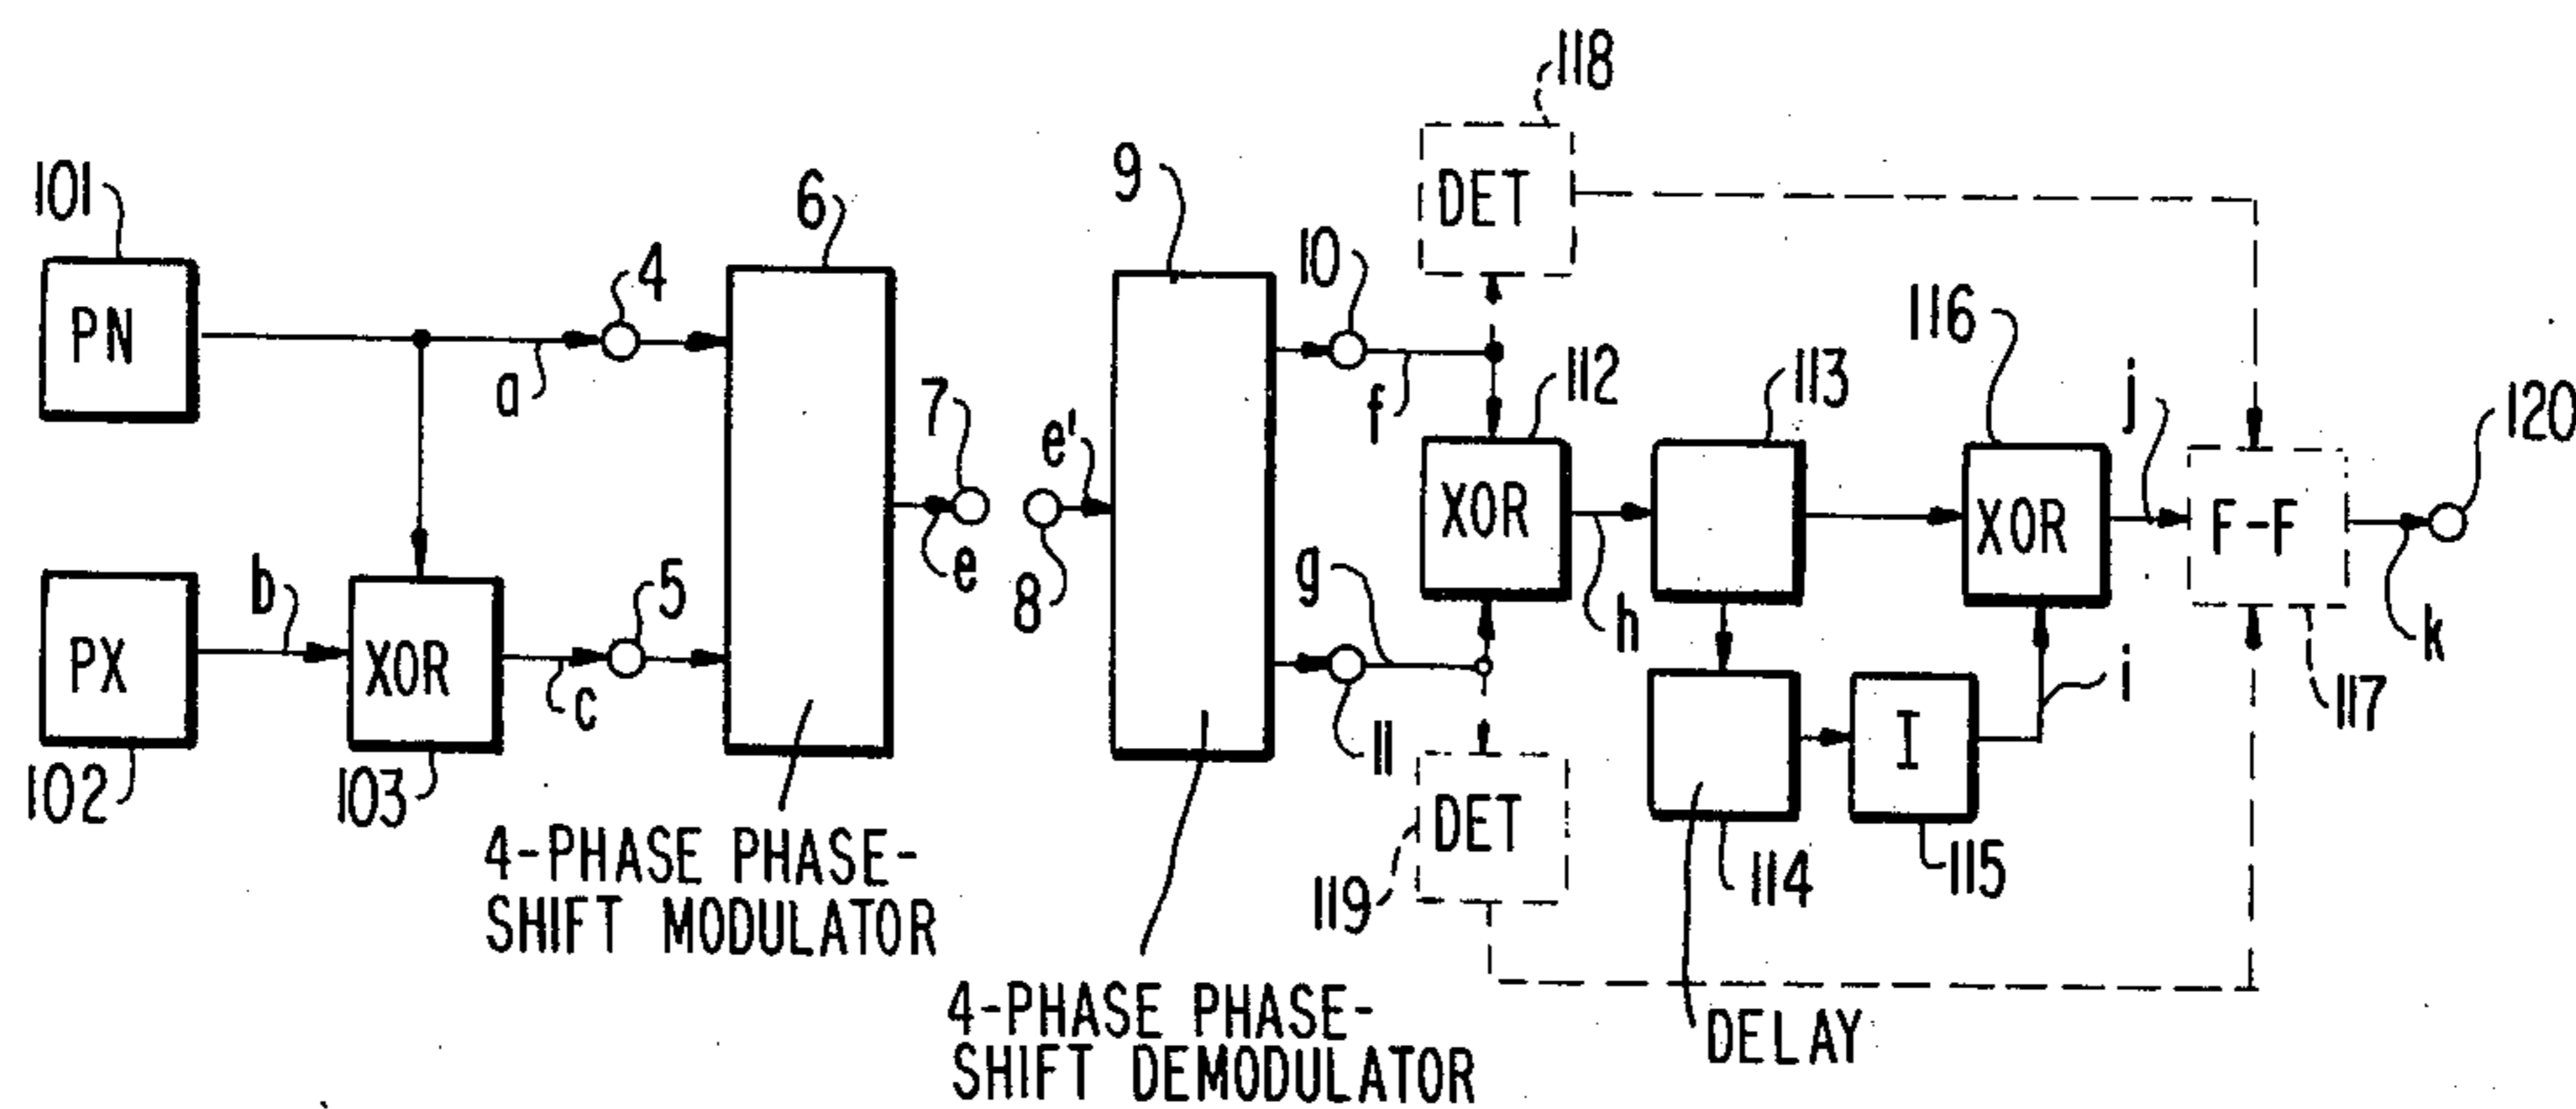 118
DET
101
6
9
4
10
116
PN
a
f
112
113
j
120
7
e'
XOR
XOR
F-F
e
8
g
h
k
b
5
i
PX
XOR
c
11
DET
I
117
102
103
119
114
115
4-PHASE PHASE-
SHIFT MODULATOR
4-PHASE PHASE-
SHIFT DEMODULATOR
DELAY